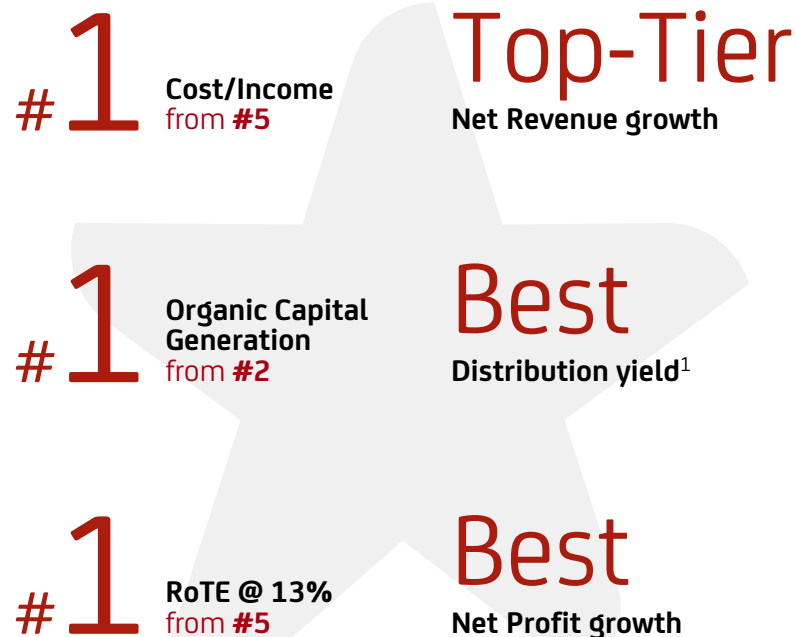 #1
Cost/Income
from #5
Top-Tier
Net Revenue growth
#1
Organic Capital
Generation
from #2
Best
Distribution yield¹
#1
RoTE @ 13%
from #5
Best
Net Profit growth